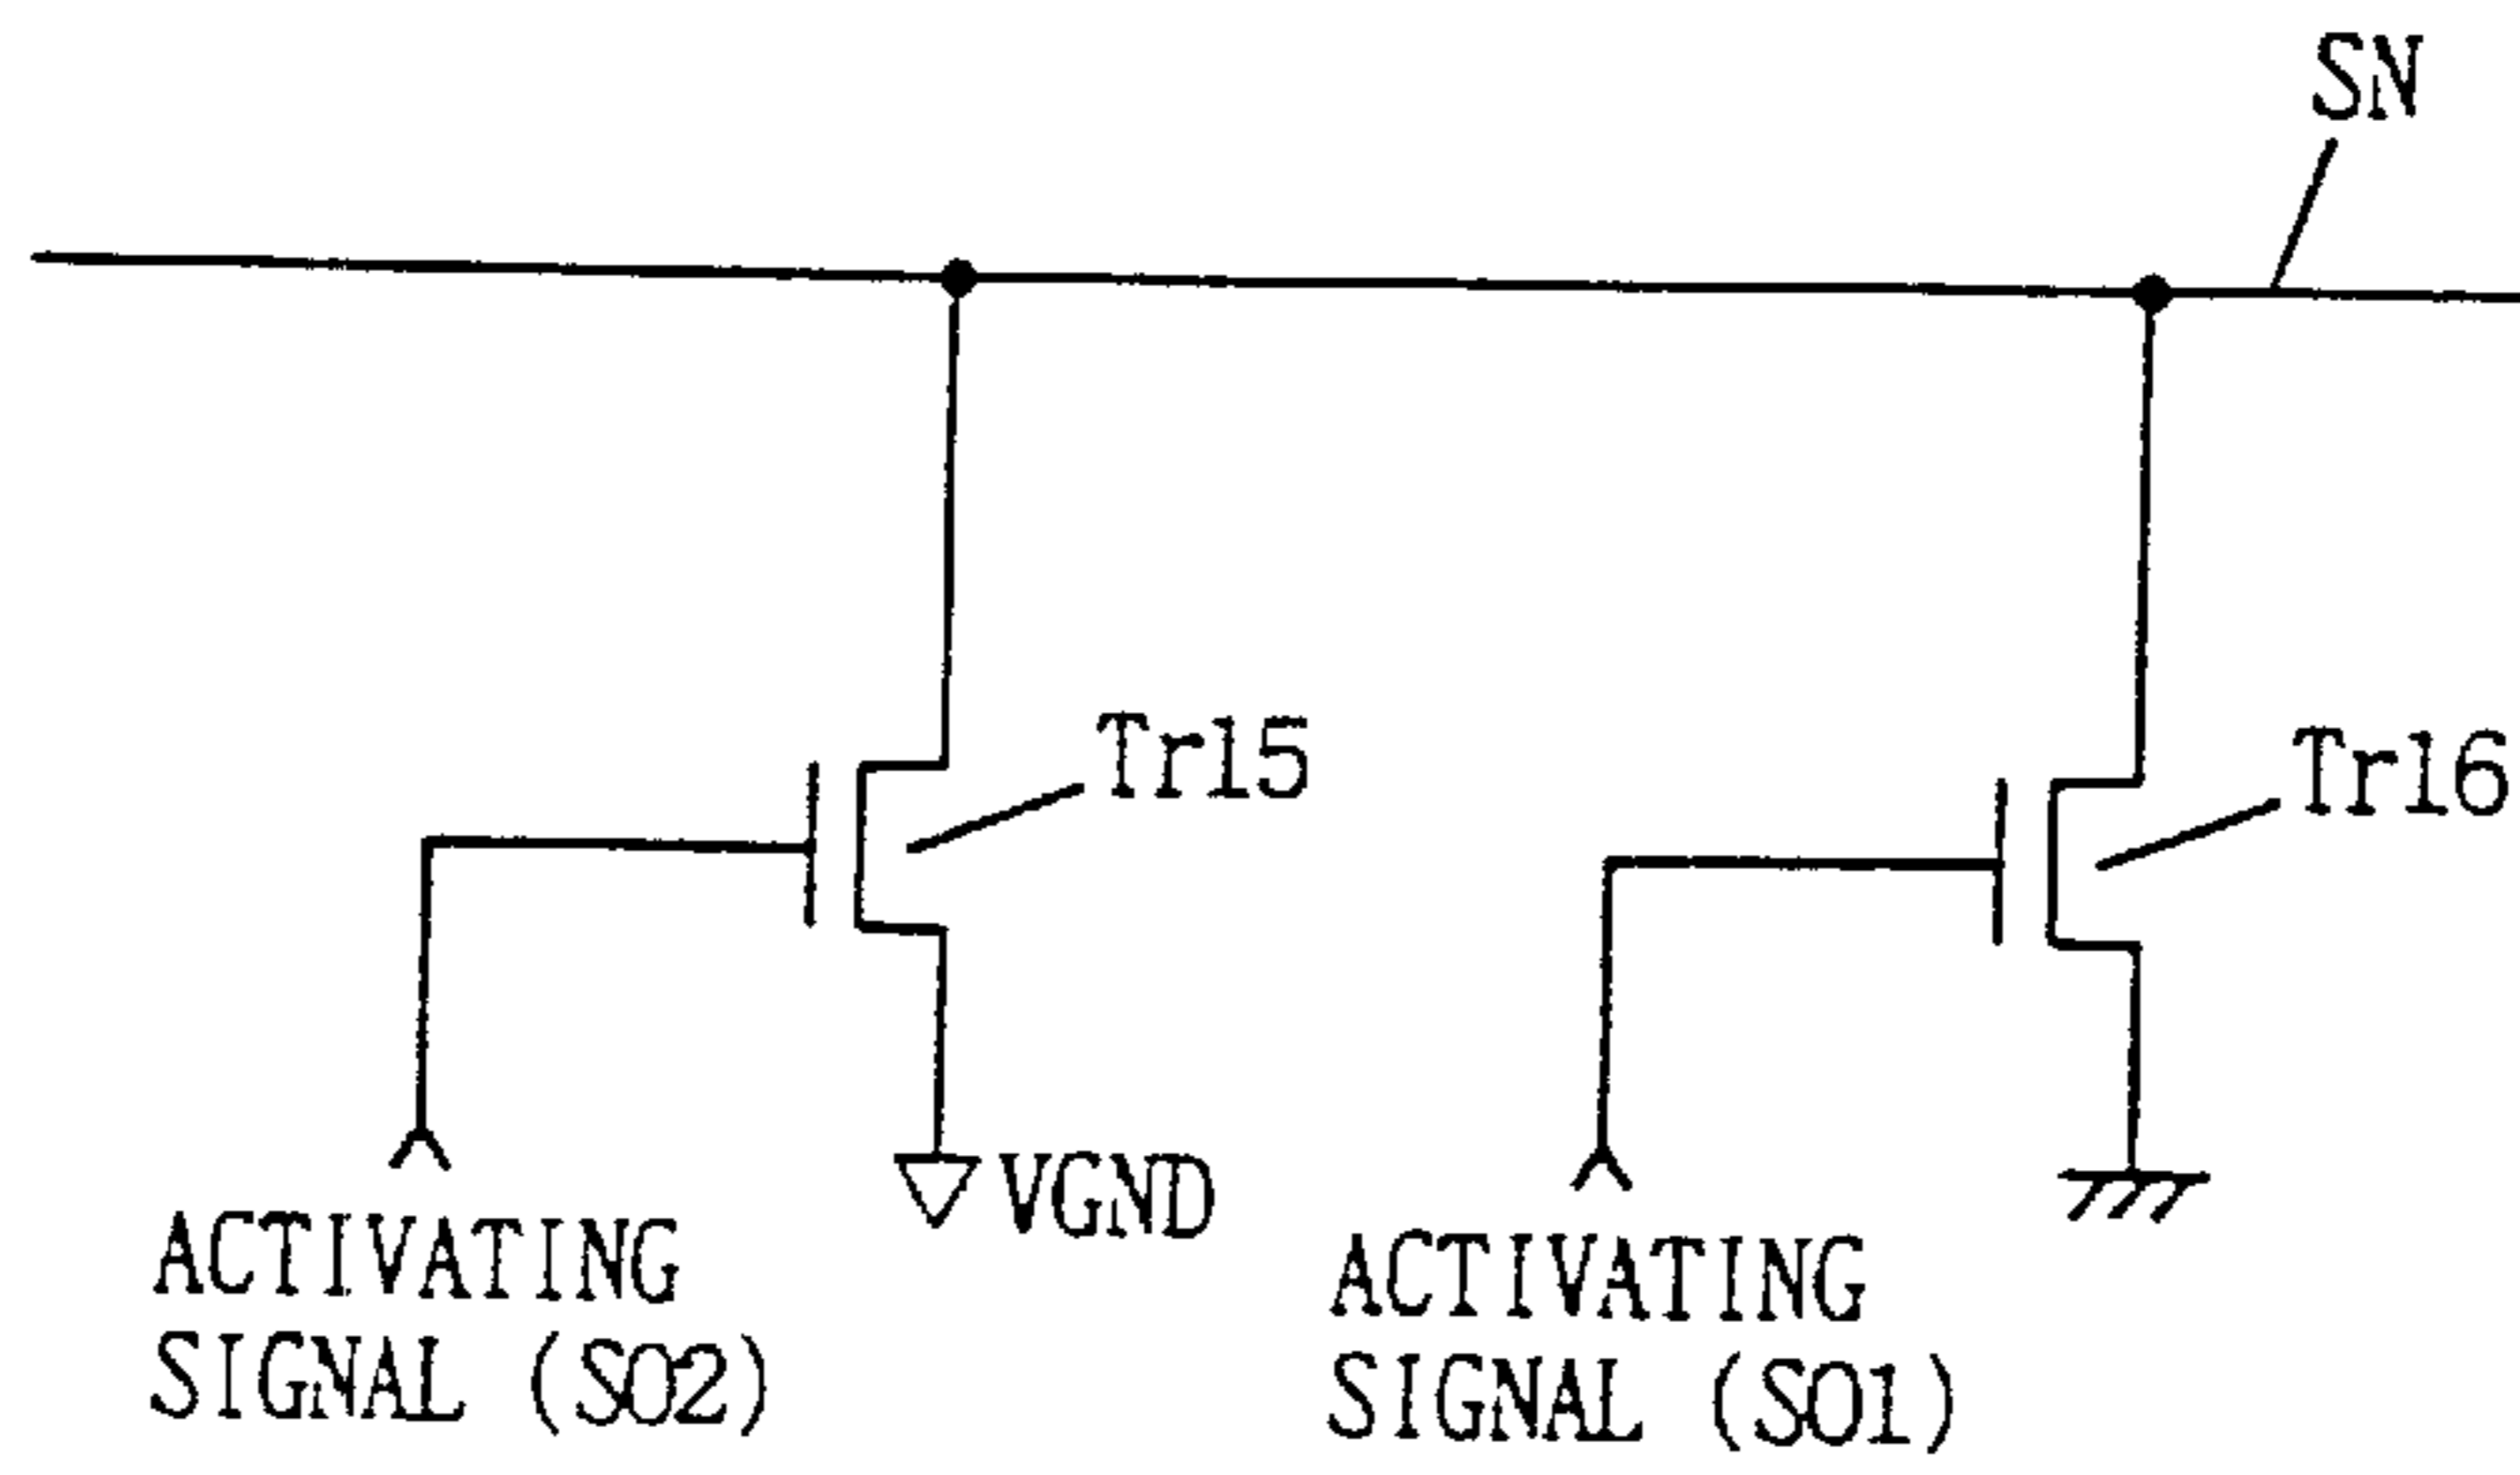 SN
Tr15
Tr16
VGND
ACTIVATING
SIGNAL (SO2)
ACTIVATING
SIGNAL (SO1)